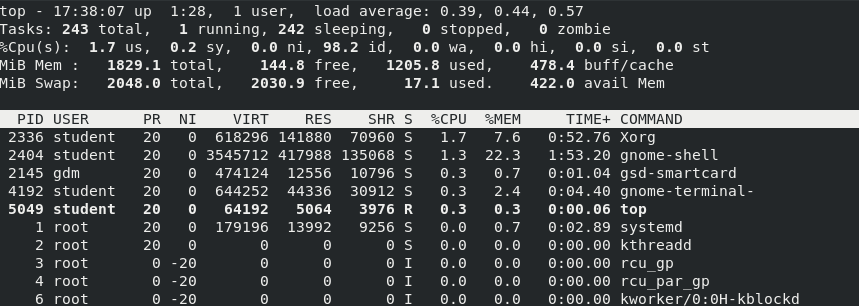 top - 17:38:07 up  1:28,  1 user,  load average: 0.39, 0.44, 0.57
Tasks: 243 total,   1 running, 242 sleeping,   0 stopped,   0 zombie
%Cpu(s):  1.7 us,  0.2 sy,  0.0 ni, 98.2 id,  0.0 wa,  0.0 hi,  0.0 si,  0.0 st
MiB Mem :   1829.1 total,    144.8 free,   1205.8 used,    478.4 buff/cache
MiB Swap:   2048.0 total,   2030.9 free,     17.1 used.    422.0 avail Mem
PID USER      PR  NI    VIRT    RES    SHR S  %CPU  %MEM     TIME+ COMMAND
2336 student   20   0  618296 141880  70960 S   1.7   7.6   0:52.76 Xorg
2404 student   20   0 3545712 417988 135068 S   1.3  22.3   1:53.20 gnome-shell
2145 gdm       20   0  474124  12556  10796 S   0.3   0.7   0:01.04 gsd-smartcard
4192 student   20   0  644252  44336  30912 S   0.3   2.4   0:04.40 gnome-terminal-
5049 student   20   0   64192   5064   3976 R   0.3   0.3   0:00.06 top
1 root      20   0  179196  13992   9256 S   0.0   0.7   0:02.89 systemd
2 root      20   0       0      0      0 S   0.0   0.0   0:00.00 kthreadd
3 root       0 -20       0      0      0 I   0.0   0.0   0:00.00 rcu_gp
4 root       0 -20       0      0      0 I   0.0   0.0   0:00.00 rcu_par_gp
6 root       0 -20       0      0      0 I   0.0   0.0   0:00.00 kworker/0:0H-kblockd